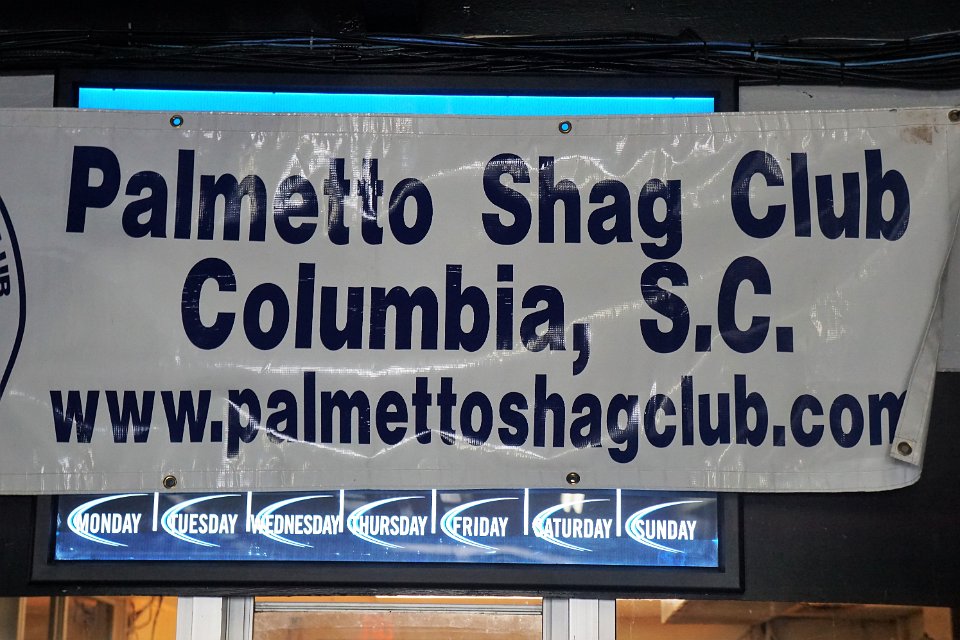 Palmetto Shag Club
Columbia, S.C.
www.palmettoshagclub.com
MONDAY TUESDAY WEDNESDAY THURSDAY FRIDAY SATURDAY SUNDAY